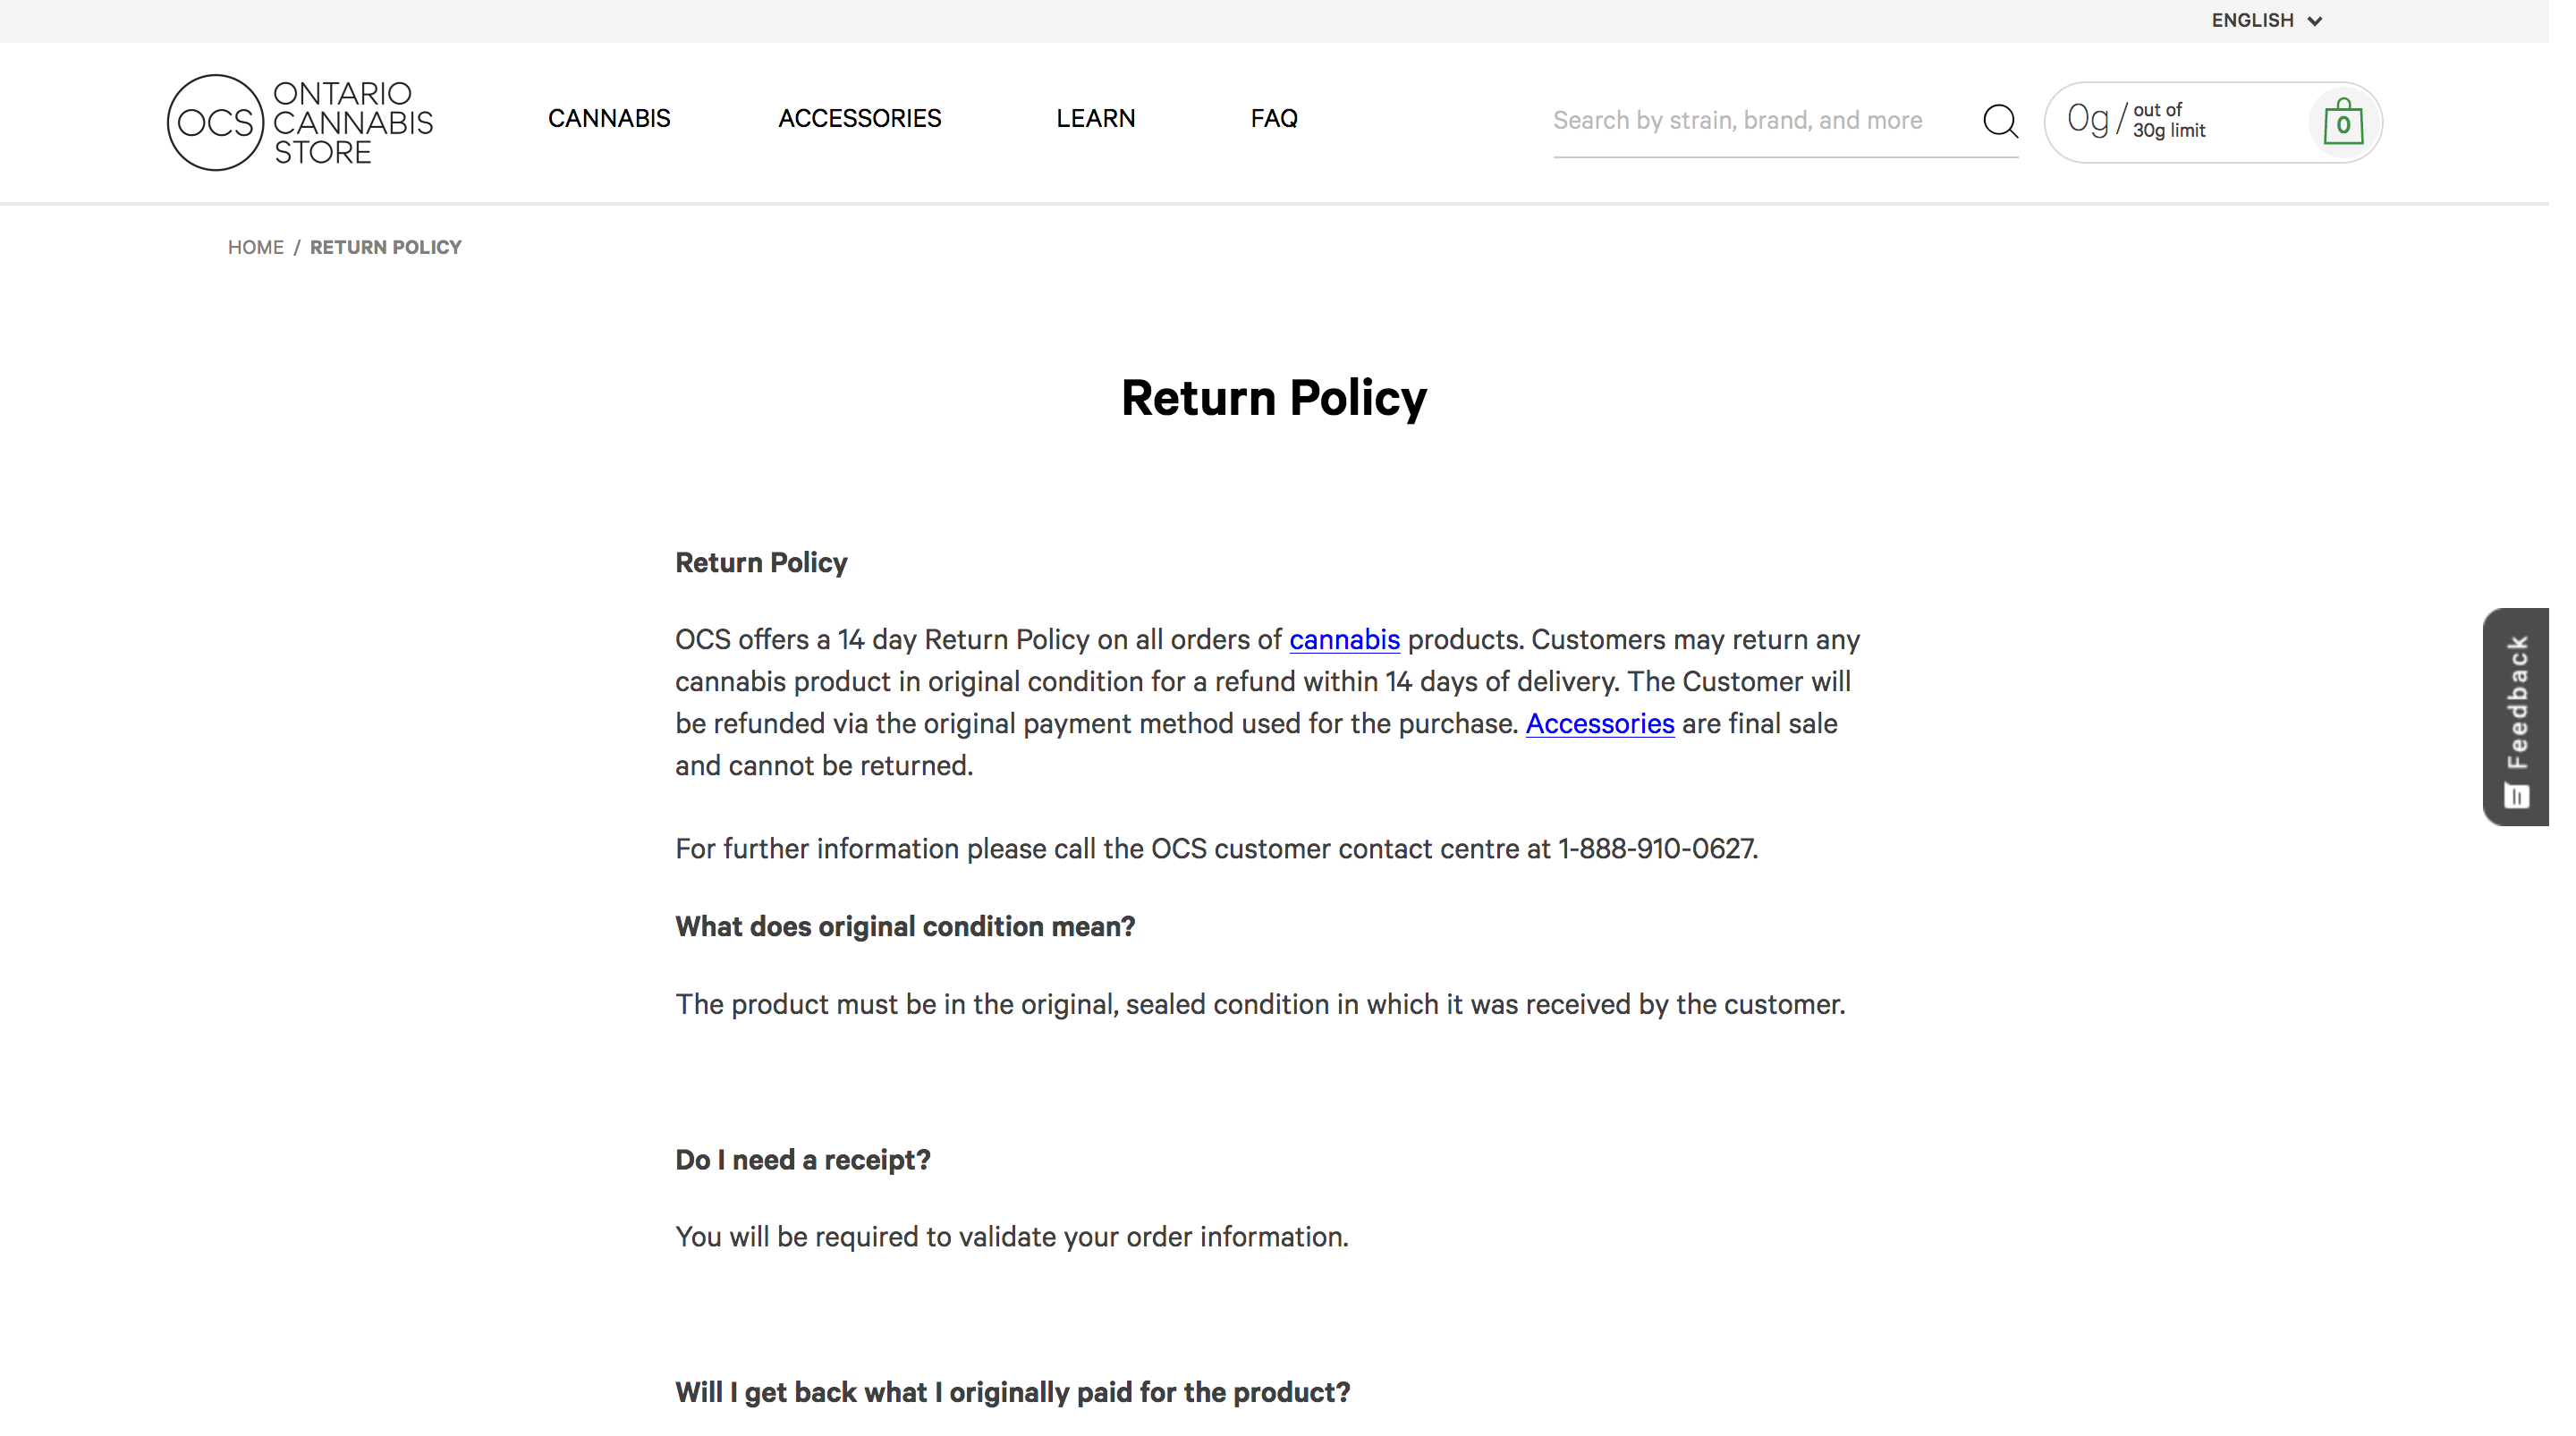 ENGLISH
OCS
ONTARIO
CANNABIS
STORE
CANNABIS
ACCESSORIES
LEARN
FAQ
Search by strain, brand, and more
0g / out of
30g limit
0
HOME / RETURN POLICY
Return Policy
Return Policy
OCS offers a 14 day Return Policy on all orders of cannabis products. Customers may return any
cannabis product in original condition for a refund within 14 days of delivery. The Customer will
be refunded via the original payment method used for the purchase. Accessories are final sale
and cannot be returned.
For further information please call the OCS customer contact centre at 1-888-910-0627.
What does original condition mean?
The product must be in the original, sealed condition in which it was received by the customer.
Do I need a receipt?
You will be required to validate your order information.
Will I get back what I originally paid for the product?
Feedback